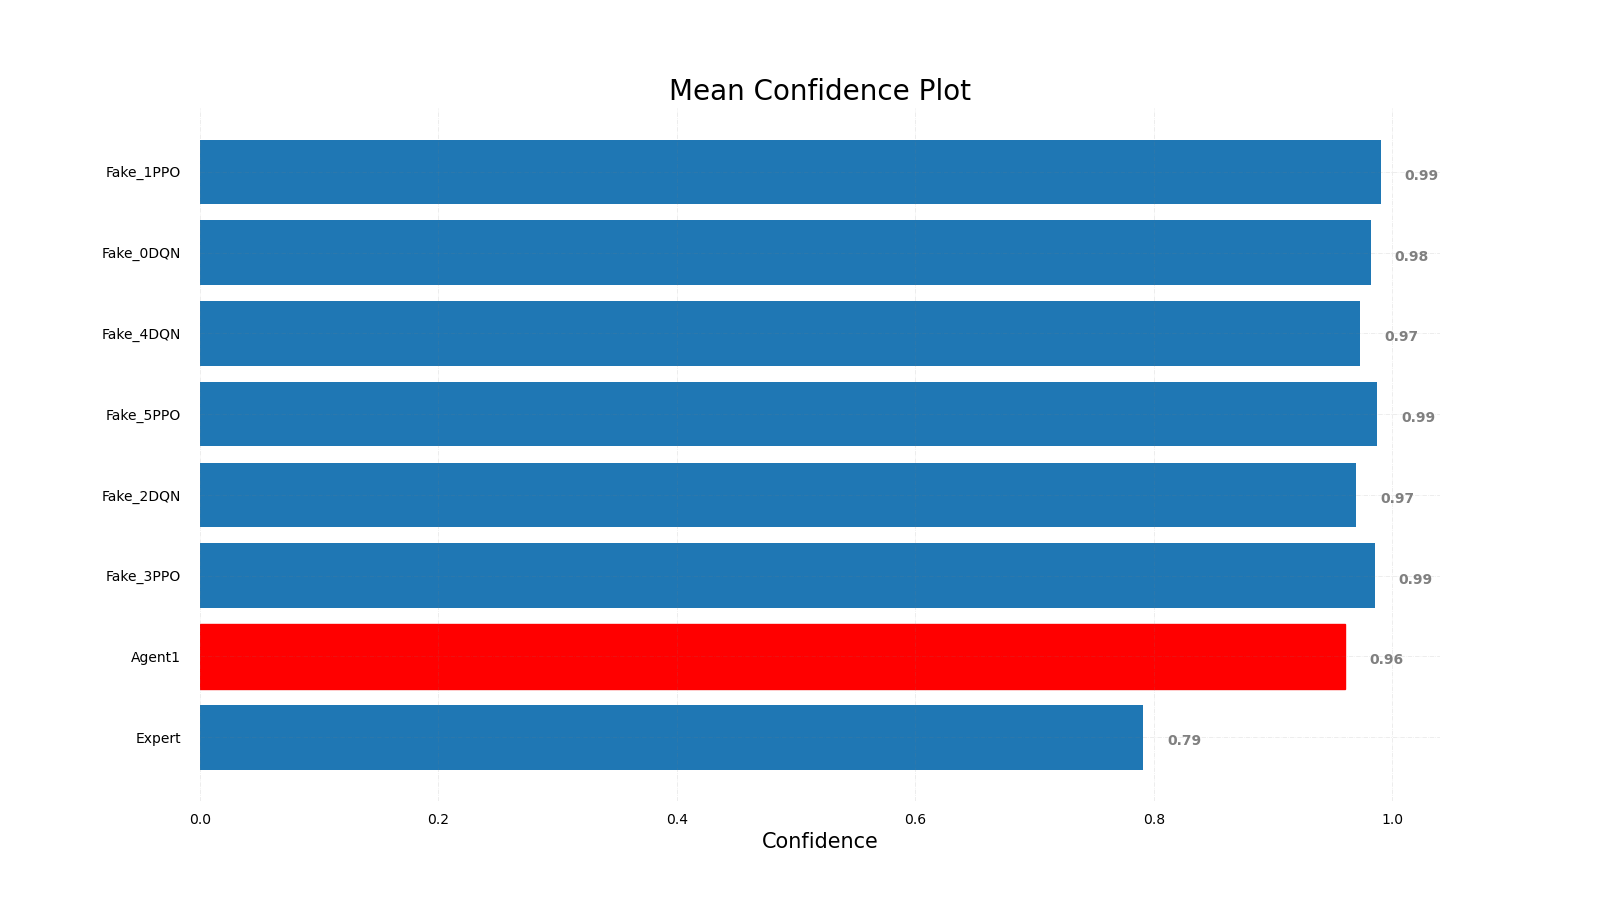 Mean Confidence Plot
Fake_1PPO 0.99
Fake_0DQN 0.98
Fake_4DQN 0.97
Fake_5PPO 0.99
Fake_2DQN 0.97
Fake_3PPO 0.99
Agent1 0.96
Expert 0.79
0.0 0.2 0.4 0.6 0.8 1.0
Confidence